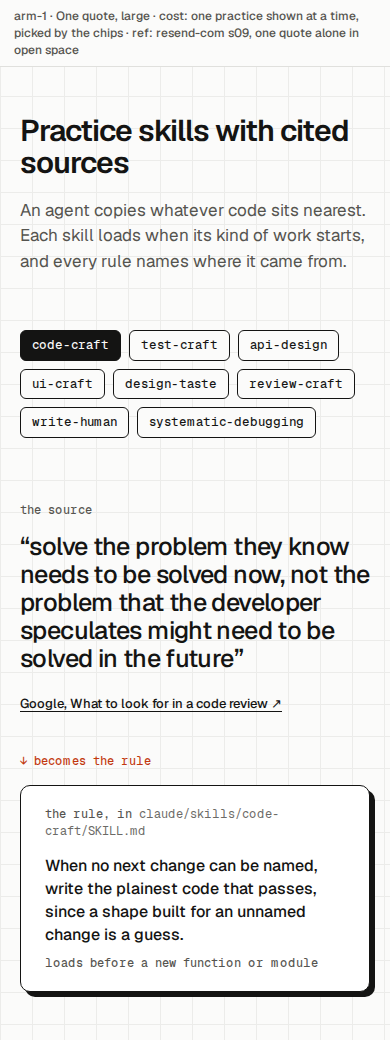 arm-1 · One quote, large · cost: one practice shown at a time,
picked by the chips · ref: resend-com s09, one quote alone in
open space
Practice skills with cited
sources
An agent copies whatever code sits nearest.
Each skill loads when its kind of work starts,
and every rule names where it came from.
code-craft test-craft api-design
ui-craft design-taste review-craft
write-human systematic-debugging
the source
“solve the problem they know
needs to be solved now, not the
problem that the developer
speculates might need to be
solved in the future”
Google, What to look for in a code review ↗
↓ becomes the rule
the rule, in claude/skills/code-
craft/SKILL.md
When no next change can be named,
write the plainest code that passes,
since a shape built for an unnamed
change is a guess.
loads before a new function or module